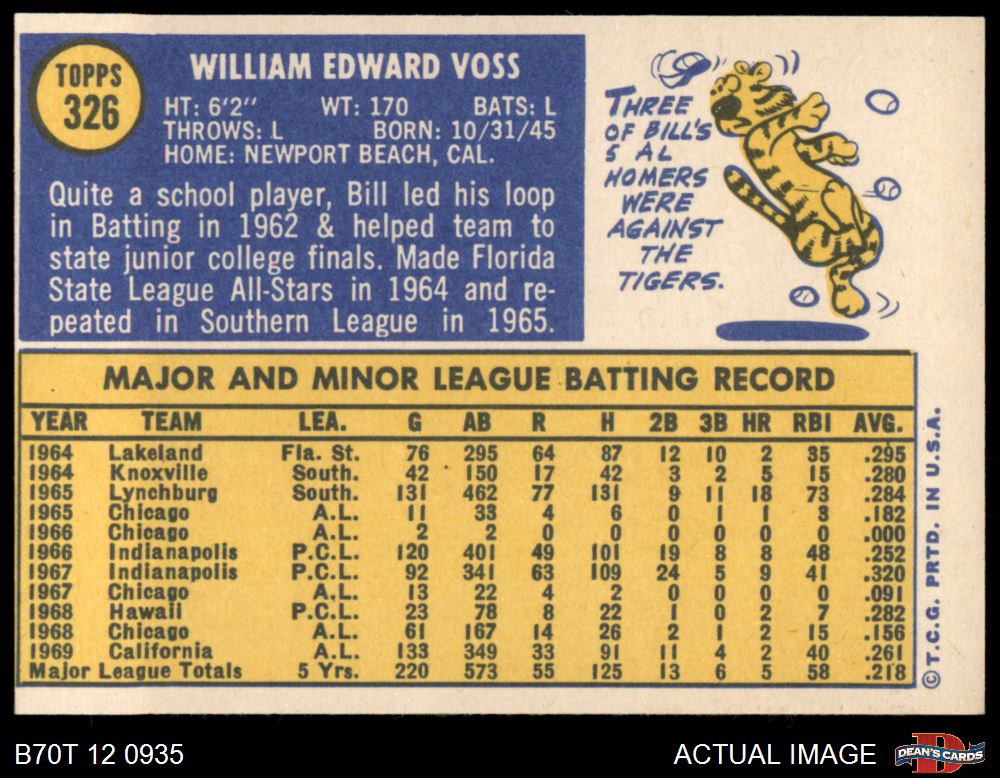 TOPPS
326
WILLIAM EDWARD VOSS
HT: 6'2" WT: 170 BATS: L
THROWS: L BORN: 10/31/45
HOME: NEWPORT BEACH, CAL.
Quite a school player, Bill led his loop
in Batting in 1962 & helped team to
state junior college finals. Made Florida
State League All-Stars in 1964 and re-
peated in Southern League in 1965.
THREE
OF BILL'S
5 AL
HOMERS
WERE
AGAINST
THE
TIGERS.
MAJOR AND MINOR LEAGUE BATTING RECORD
YEAR TEAM LEA. G AB R H 2B 3B HR RBI AVG.
1964 Lakeland Fla. St. 76 295 64 87 12 10 2 35 .295
1964 Knoxville South. 42 150 17 42 3 2 5 15 .280
1965 Lynchburg South. 131 462 77 131 9 11 18 73 .284
1965 Chicago A.L. 11 33 4 6 0 1 1 3 .182
1966 Chicago A.L. 2 2 0 0 0 0 0 0 .000
1966 Indianapolis P.C.L. 120 401 49 101 19 8 8 48 .252
1967 Indianapolis P.C.L. 92 341 63 109 24 5 9 41 .320
1967 Chicago A.L. 13 22 4 2 0 0 0 0 .091
1968 Hawaii P.C.L. 23 78 8 22 1 0 2 7 .282
1968 Chicago A.L. 61 167 14 26 2 1 2 15 .156
1969 California A.L. 133 349 33 91 11 4 2 40 .261
Major League Totals 5 Yrs. 220 573 55 125 13 6 5 58 .218
©T.C.G. PRTD. IN U.S.A.
B70T 12 0935
ACTUAL IMAGE
D
DEAN'S CARDS